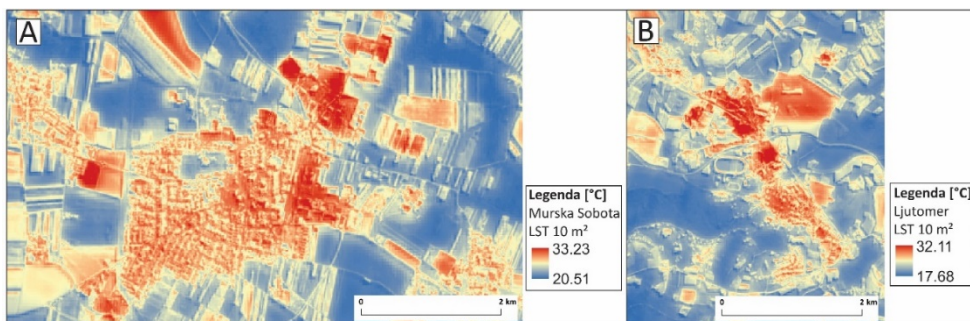 A
Legenda [°C]
Murska Sobota
LST 10 m²
33.23
20.51
0 2 km
B
Legenda [°C]
Ljutomer
LST 10 m²
32.11
17.68
0 2 km